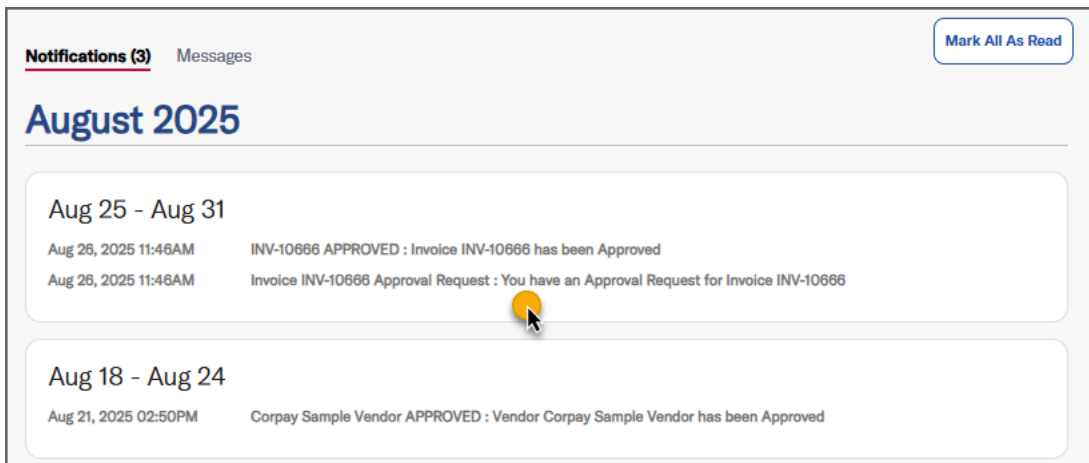 Mark All As Read
Notifications (3) Messages
August 2025
Aug 25 - Aug 31
Aug 26, 2025 11:46AM INV-10666 APPROVED : Invoice INV-10666 has been Approved
Aug 26, 2025 11:46AM Invoice INV-10666 Approval Request : You have an Approval Request for Invoice INV-10666
Aug 18 - Aug 24
Aug 21, 2025 02:50PM Corpay Sample Vendor APPROVED : Vendor Corpay Sample Vendor has been Approved